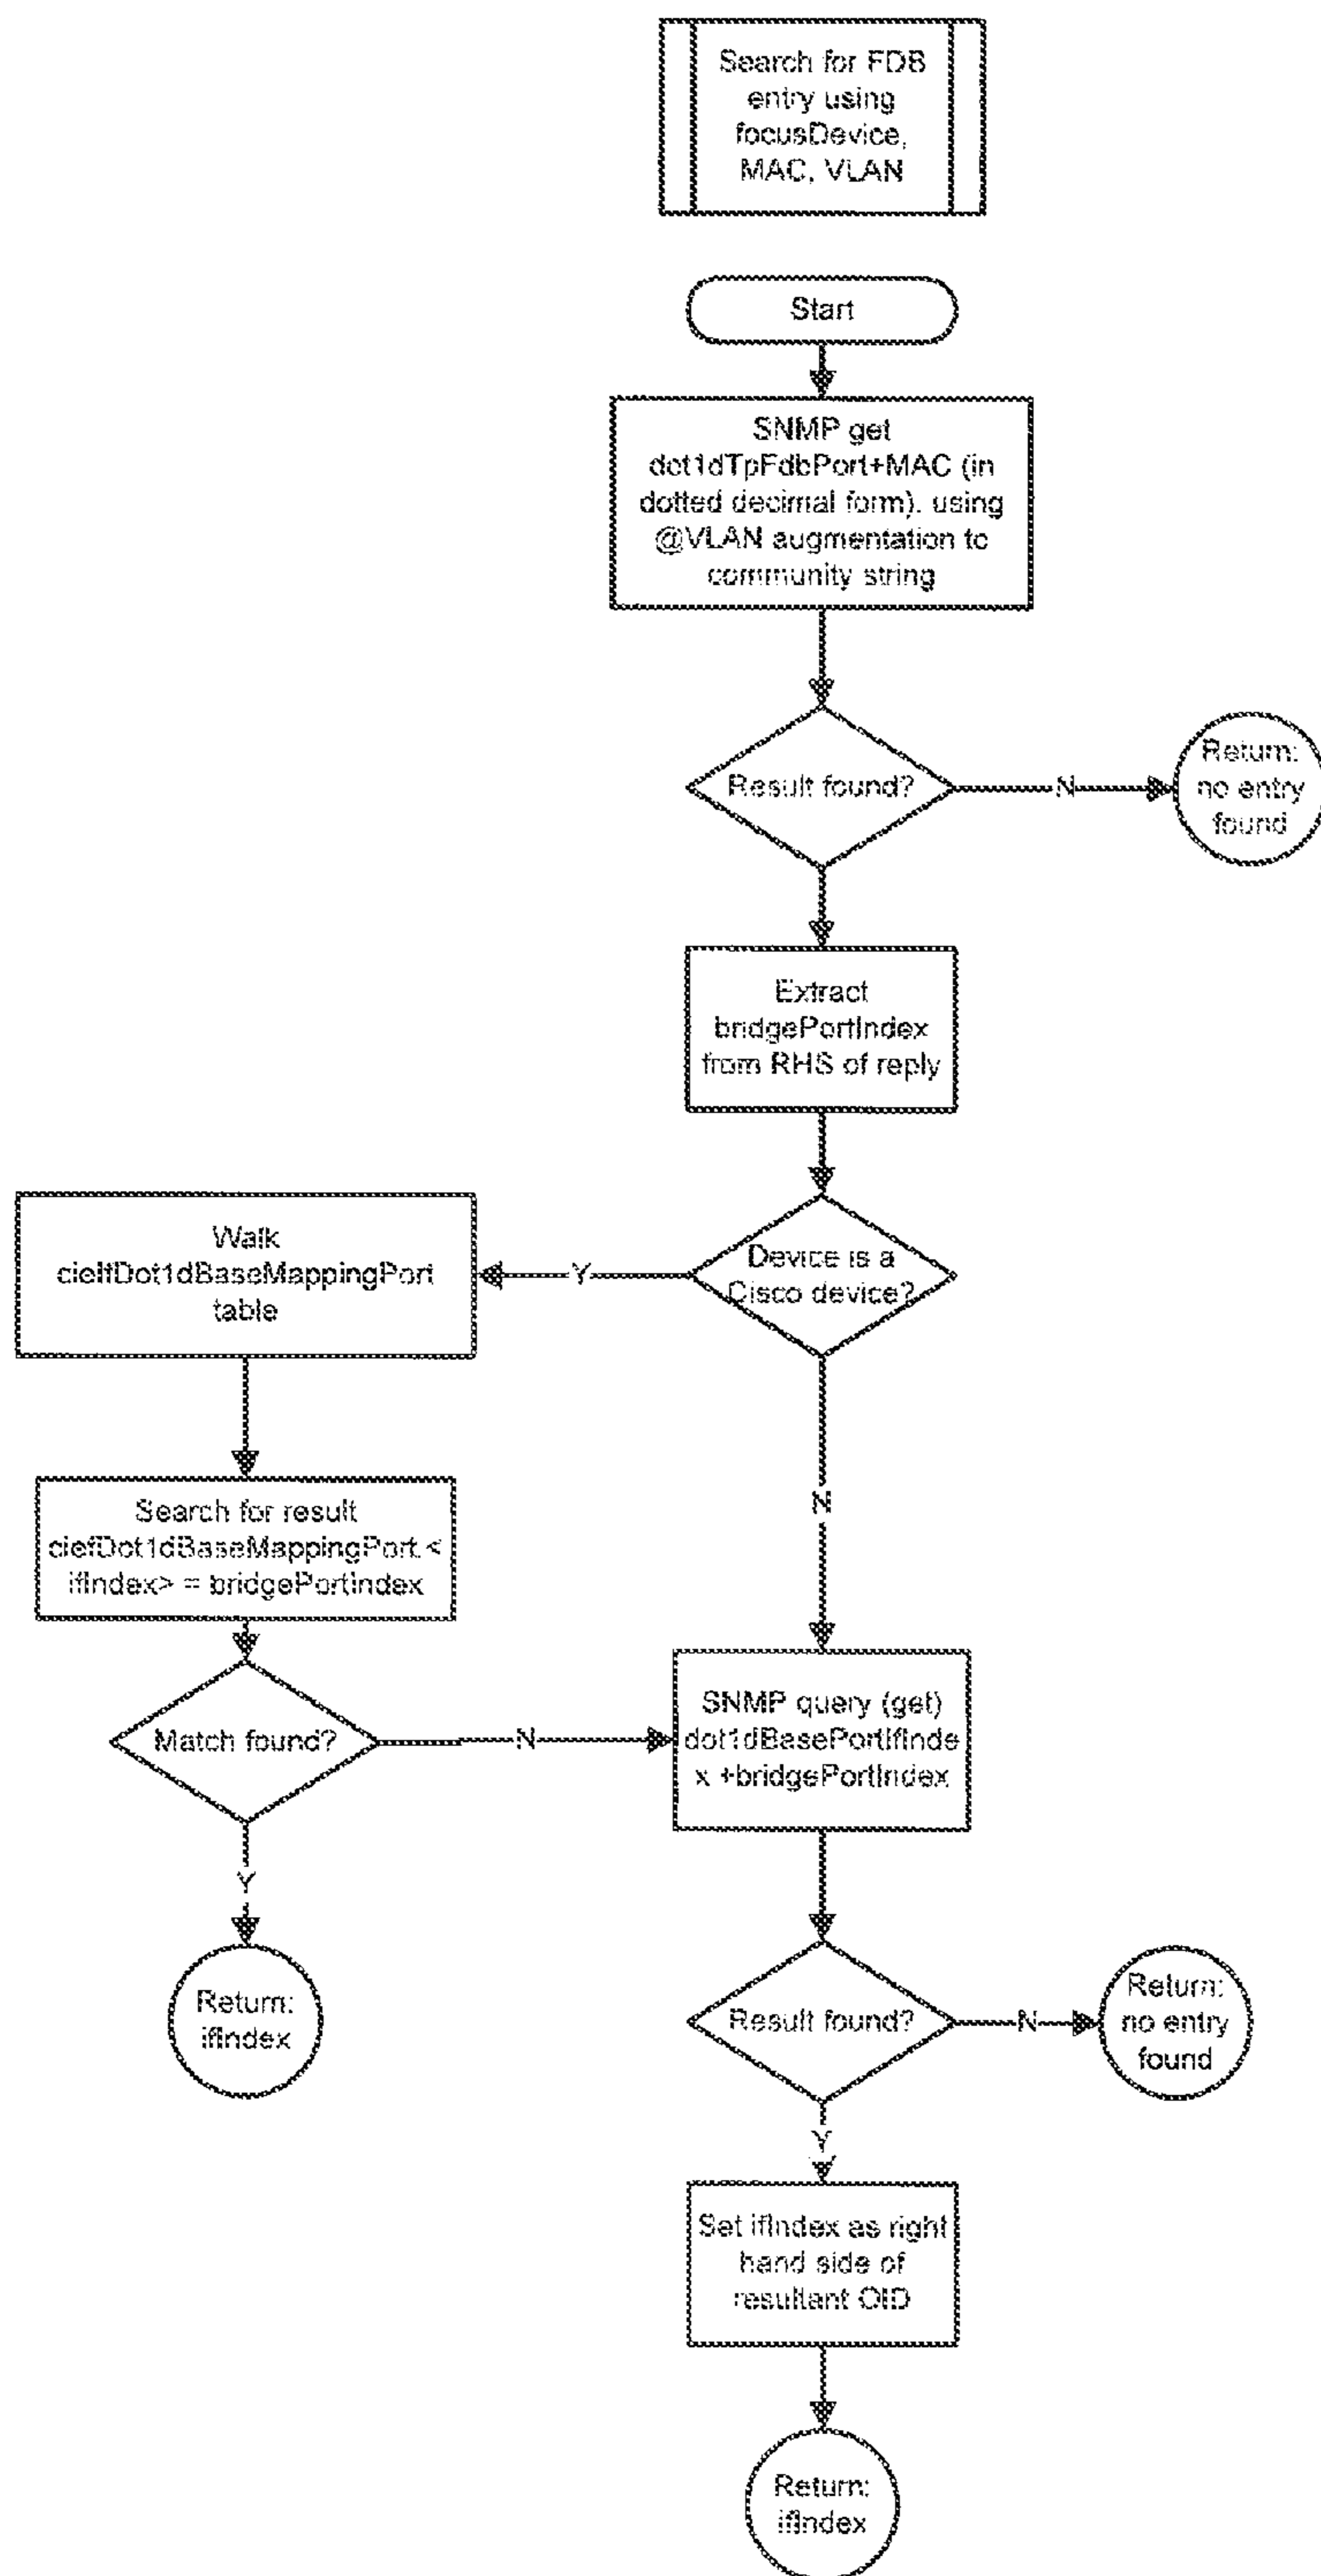 Search for FDB
entry using
focusDevice,
MAC, VLAN
Start
SNMP get
dot1dTpFdbPort+MAC (in
dotted decimal form). using
@VLAN augmentation to
community string
Result found?
N
Return:
no entry
found
Extract
bridgePortIndex
from RHS of reply
Device is a
Cisco device?
Y
N
Walk
cieIfDot1dBaseMappingPort
table
Search for result
ciefDot1dBaseMappingPort.<
ifIndex> = bridgePortIndex
Match found?
N
Y
Return:
ifIndex
SNMP query (get)
dot1dBasePortIfInde
x +bridgePortIndex
Result found?
N
Return:
no entry
found
Y
Set ifIndex as right
hand side of
resultant OID
Return:
ifIndex